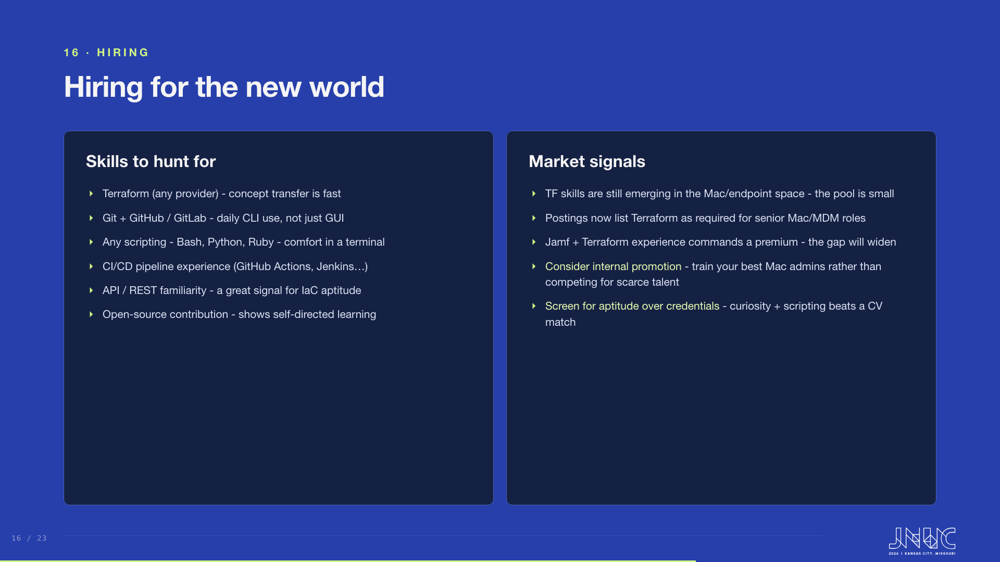 16 · HIRING
Hiring for the new world
Skills to hunt for
Terraform (any provider) - concept transfer is fast
Git + GitHub / GitLab - daily CLI use, not just GUI
Any scripting - Bash, Python, Ruby - comfort in a terminal
CI/CD pipeline experience (GitHub Actions, Jenkins…)
API / REST familiarity - a great signal for IaC aptitude
Open-source contribution - shows self-directed learning
Market signals
TF skills are still emerging in the Mac/endpoint space - the pool is small
Postings now list Terraform as required for senior Mac/MDM roles
Jamf + Terraform experience commands a premium - the gap will widen
Consider internal promotion - train your best Mac admins rather than
competing for scarce talent
Screen for aptitude over credentials - curiosity + scripting beats a CV
match
16 / 23
JNUC
2026 | KANSAS CITY, MISSOURI